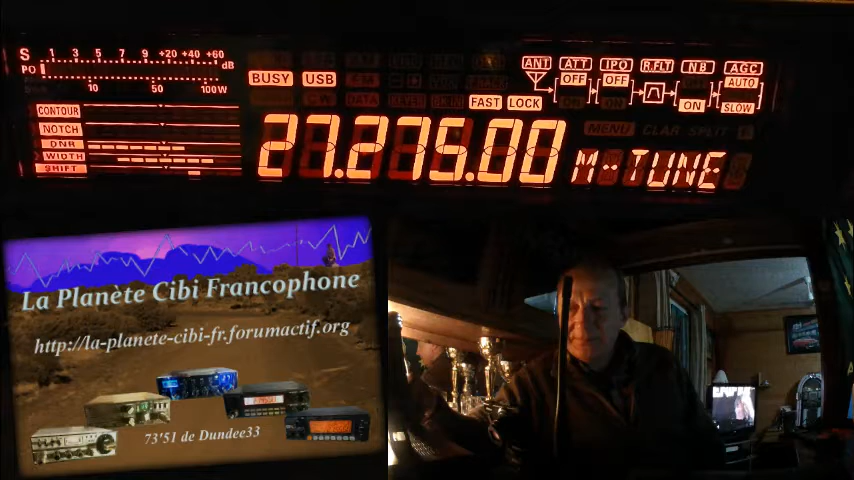 S 1 3 5 7 9 +20 +40 +60 dB
PO 10 50 100W
ANT ATT IPO R.FLT NB AGC
BUSY USB
OFF OFF AUTO
FAST LOCK
ON SLOW
CONTOUR
NOTCH
DNR
WIDTH
SHIFT
27.275.00
M-TUNE
MENU CLAR SPLIT
DATA
La Planète Cibi Francophone
http://la-planete-cibi-fr.forumactif.org
73'51 de Dundee33